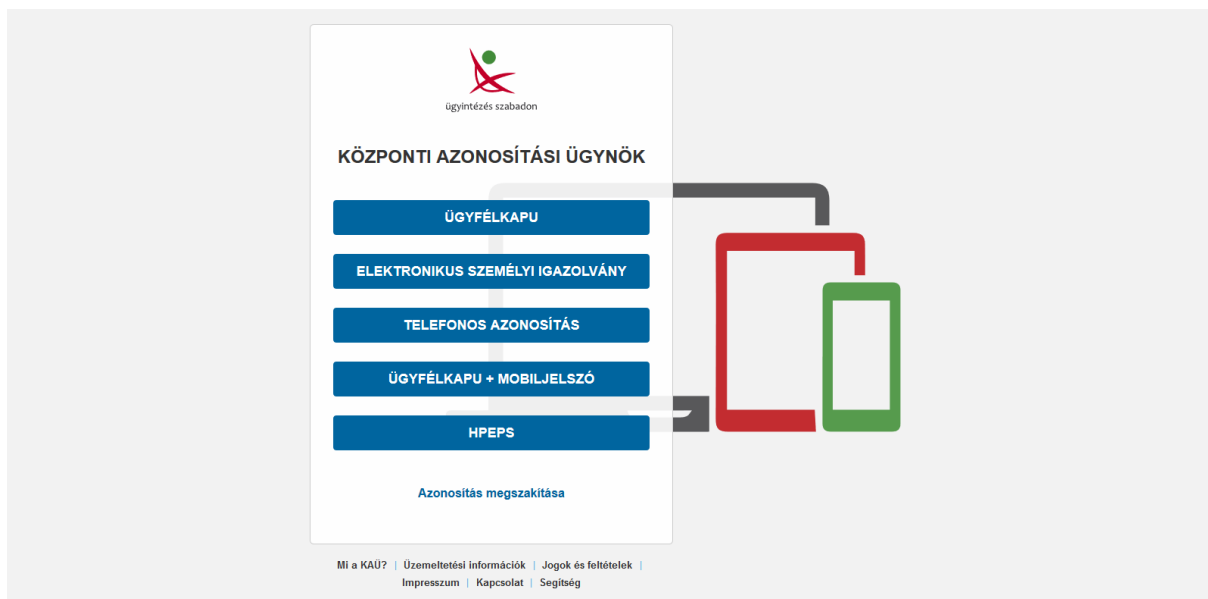 ügyintézés szabadon
KÖZPONTI AZONOSÍTÁSI ÜGYNÖK
ÜGYFÉLKAPU
ELEKTRONIKUS SZEMÉLYI IGAZOLVÁNY
TELEFONOS AZONOSÍTÁS
ÜGYFÉLKAPU + MOBILJELSZÓ
HPEPS
Azonosítás megszakítása
Mi a KAÜ? | Üzemeltetési információk | Jogok és feltételek |
Impresszum | Kapcsolat | Segítség